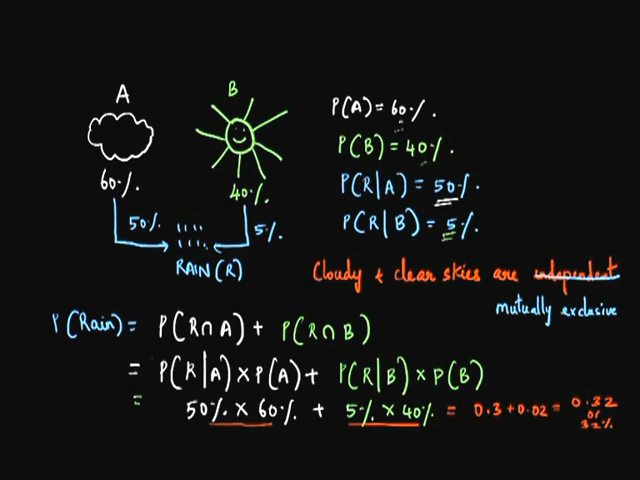 A
B
60%
40%
50%
5%
RAIN(R)
P(A) = 60%.
P(B) = 40%.
P(R|A) = 50%.
P(R|B) = 5%.
Cloudy & clear skies are independent
mutually exclusive
P(Rain) = P(R∩A) + P(R∩B)
= P(R|A) × P(A) + P(R|B) × P(B)
= 50% × 60% + 5% × 40% = 0.3 + 0.02 = 0.32
or
32%